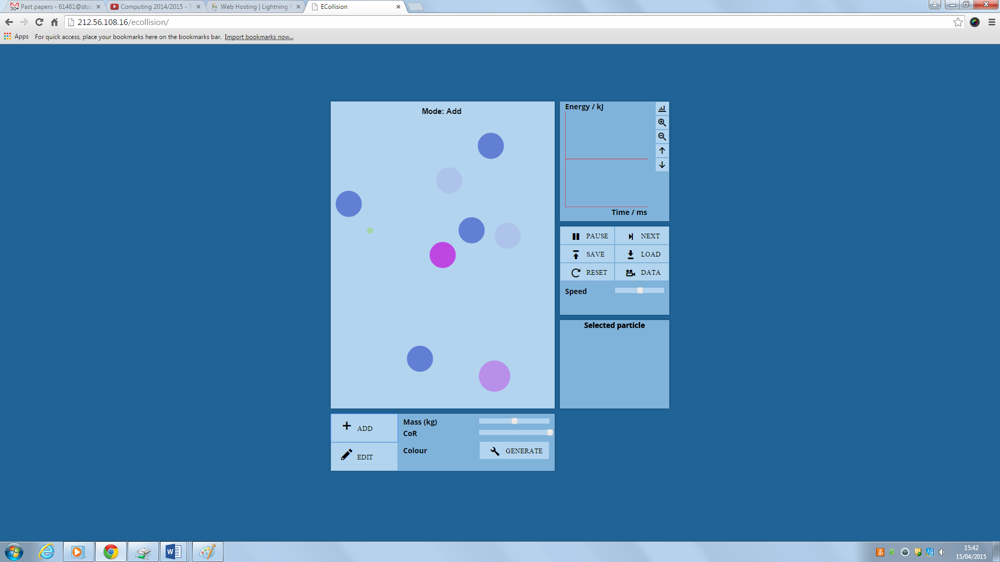 30+ Past papers - 61461@stuc
Computing 2014/2015 - T
Web Hosting | Lightning F
ECollision
212.56.108.16/ecollision/
Apps For quick access, place your bookmarks here on the bookmarks bar. Import bookmarks now...
Mode: Add
Energy / kJ
Time / ms
PAUSE NEXT
SAVE LOAD
RESET DATA
Speed
Selected particle
ADD
EDIT
Mass (kg)
CoR
Colour GENERATE
W
15:42
15/04/2015